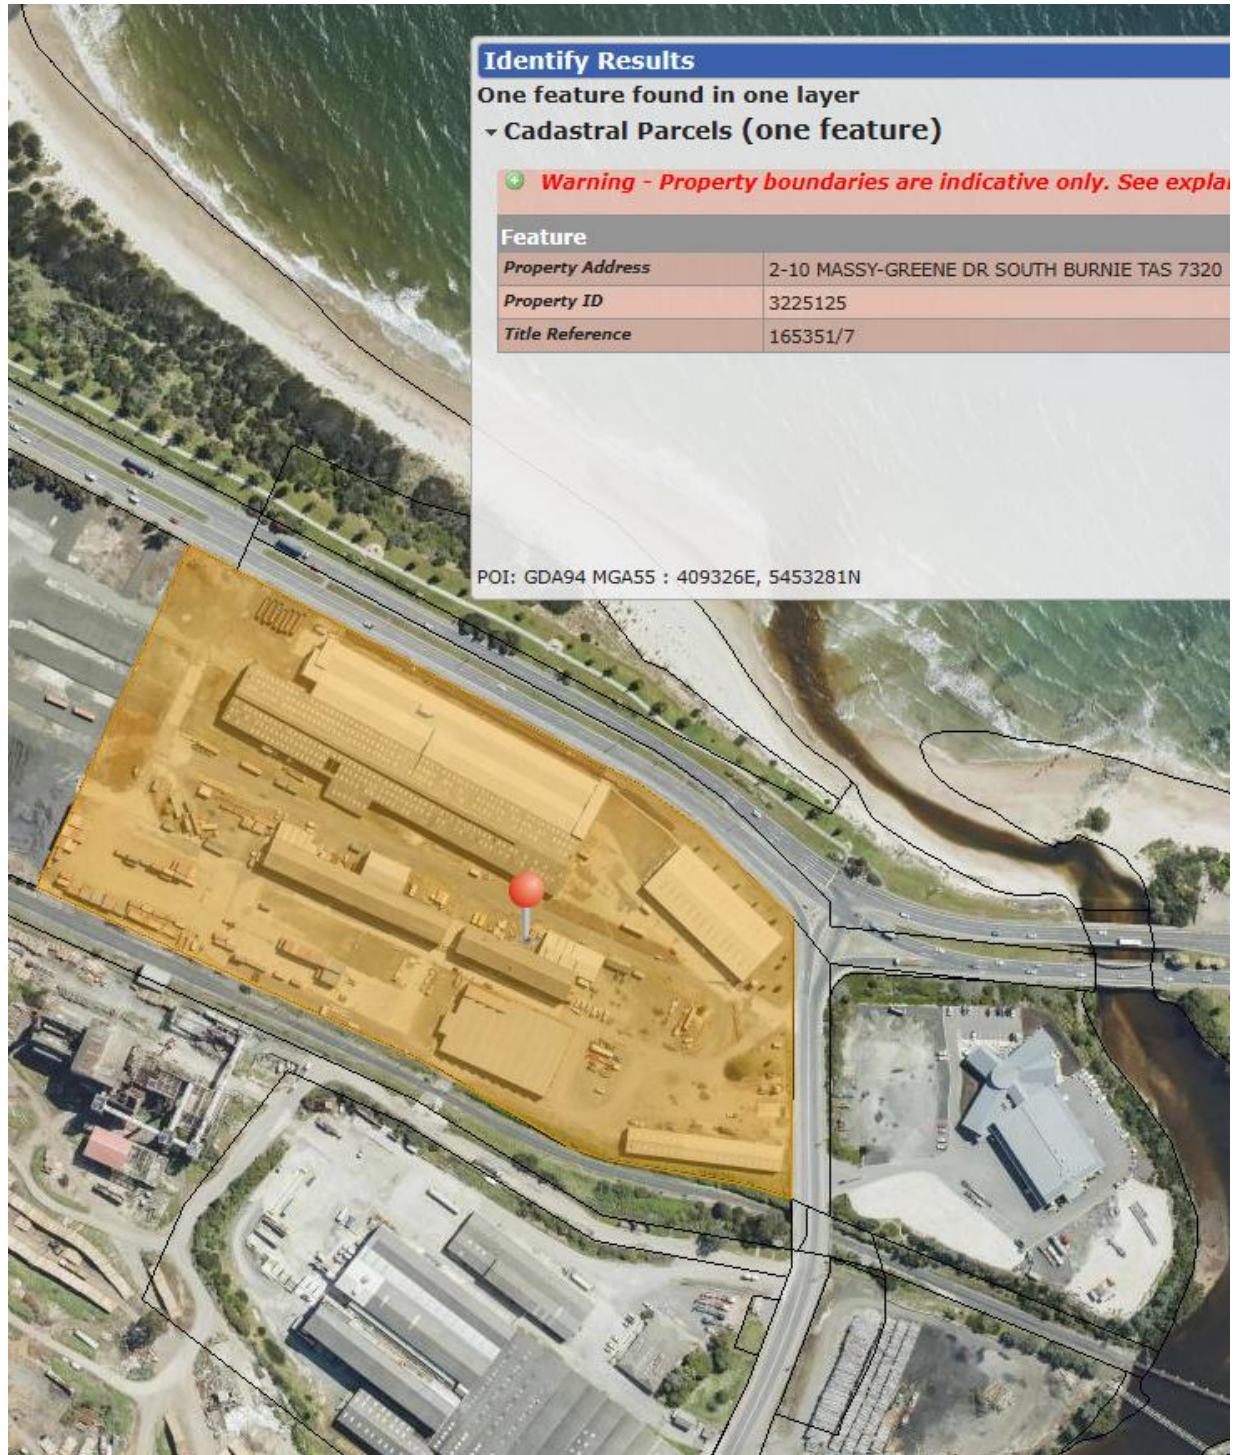 Identify Results
One feature found in one layer
Cadastral Parcels (one feature)
Warning - Property boundaries are indicative only. See expla
Feature
Property Address 2-10 MASSY-GREENE DR SOUTH BURNIE TAS 7320
Property ID 3225125
Title Reference 165351/7
POI: GDA94 MGA55 : 409326E, 5453281N